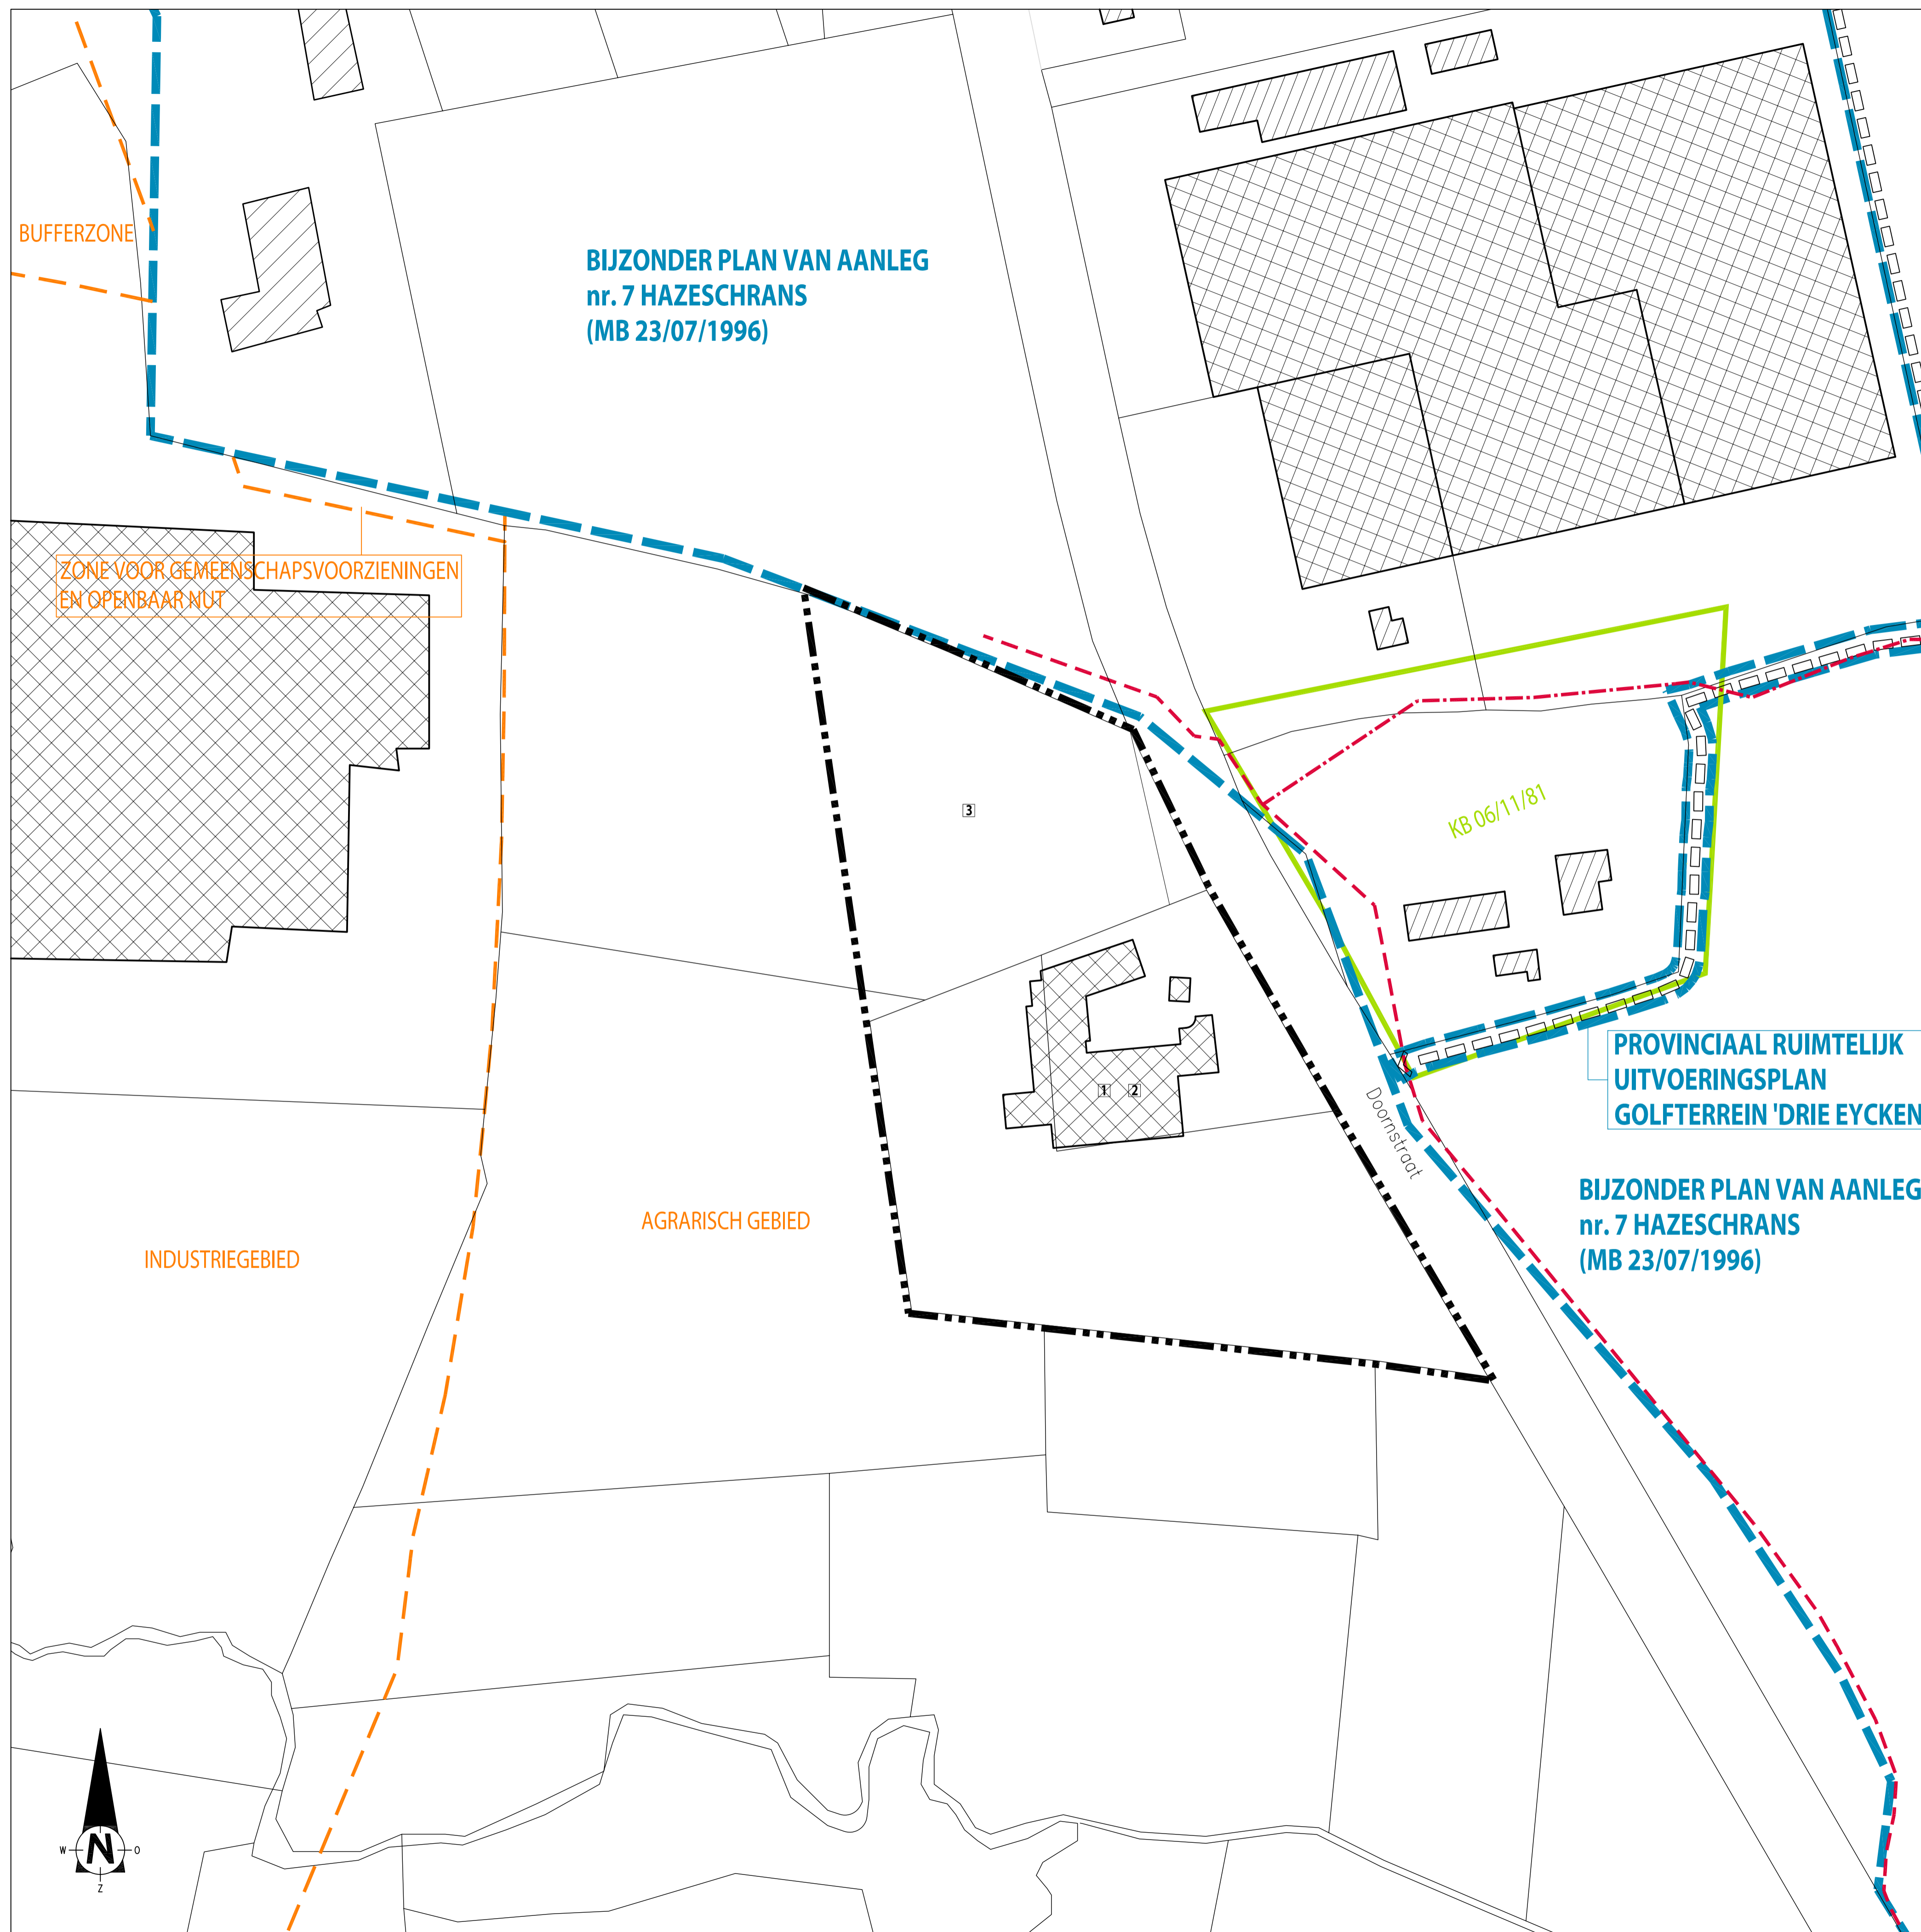 BUFFERZONE
BIJZONDER PLAN VAN AANLEG
nr. 7 HAZESCHRANS
(MB 23/07/1996)
ZONE VOOR GEMEENSCHAPSVOORZIENINGEN
EN OPENBAAR NUT
3
KB 06/11/81
1 2
Doornstraat
PROVINCIAAL RUIMTELIJK
UITVOERINGSPLAN
GOLFTERREIN 'DRIE EYCKEN
BIJZONDER PLAN VAN AANLEG
nr. 7 HAZESCHRANS
(MB 23/07/1996)
AGRARISCH GEBIED
INDUSTRIEGEBIED
W N O
Z